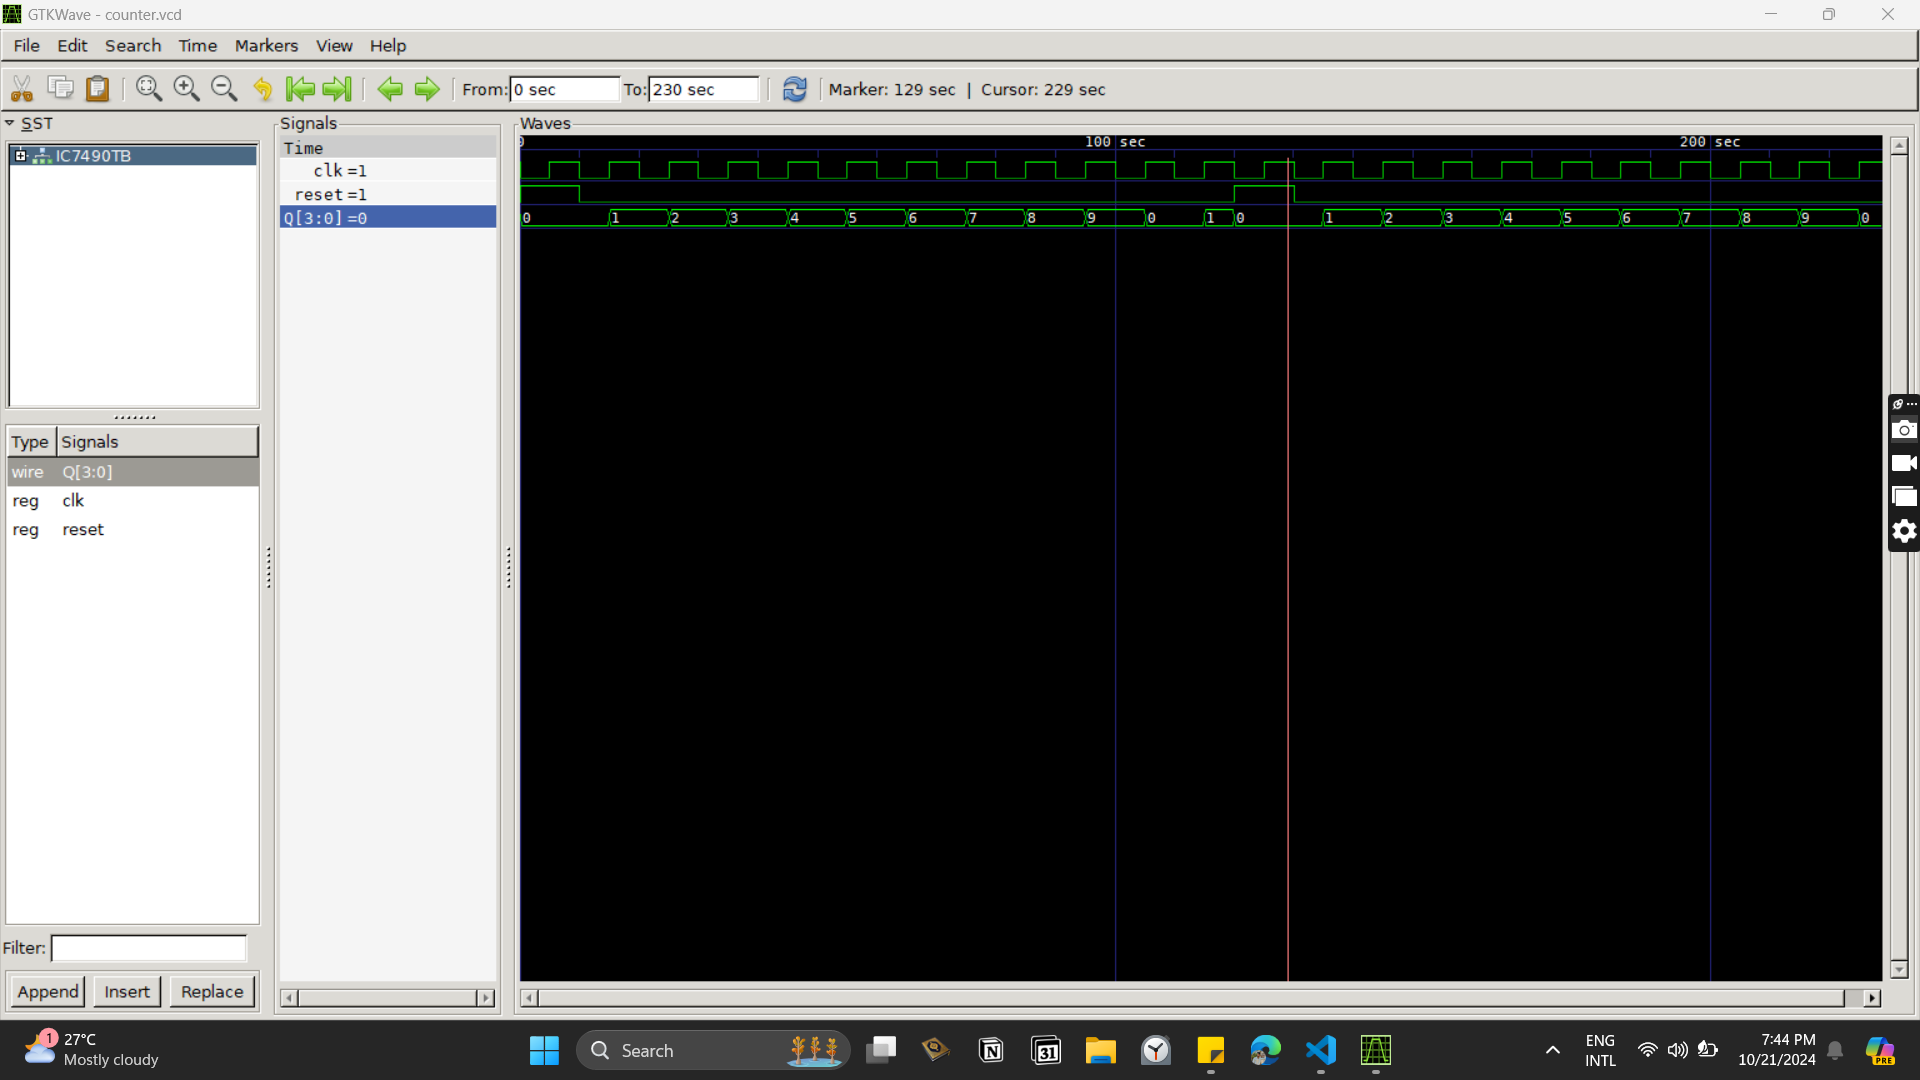 GTKWave - counter.vcd
File Edit Search Time Markers View Help
From: 0 sec To: 230 sec Marker: 129 sec | Cursor: 229 sec
SST
IC7490TB
Type Signals
wire Q[3:0]
reg clk
reg reset
Filter:
Append Insert Replace
Signals
Time
clk =1
reset =1
Q[3:0] =0
Waves
0 100 sec 200 sec
0 1 2 3 4 5 6 7 8 9 0 1 0 1 2 3 4 5 6 7 8 9 0
1 27°C
Mostly cloudy
Search
31
ENG
INTL
7:44 PM
10/21/2024
PRE